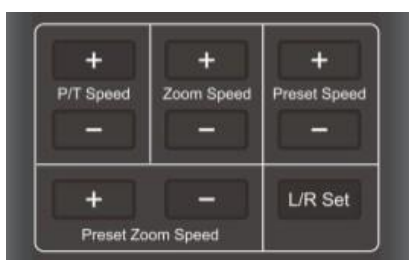 + + +
P/T Speed Zoom Speed Preset Speed
− − −
+ − L/R Set
Preset Zoom Speed